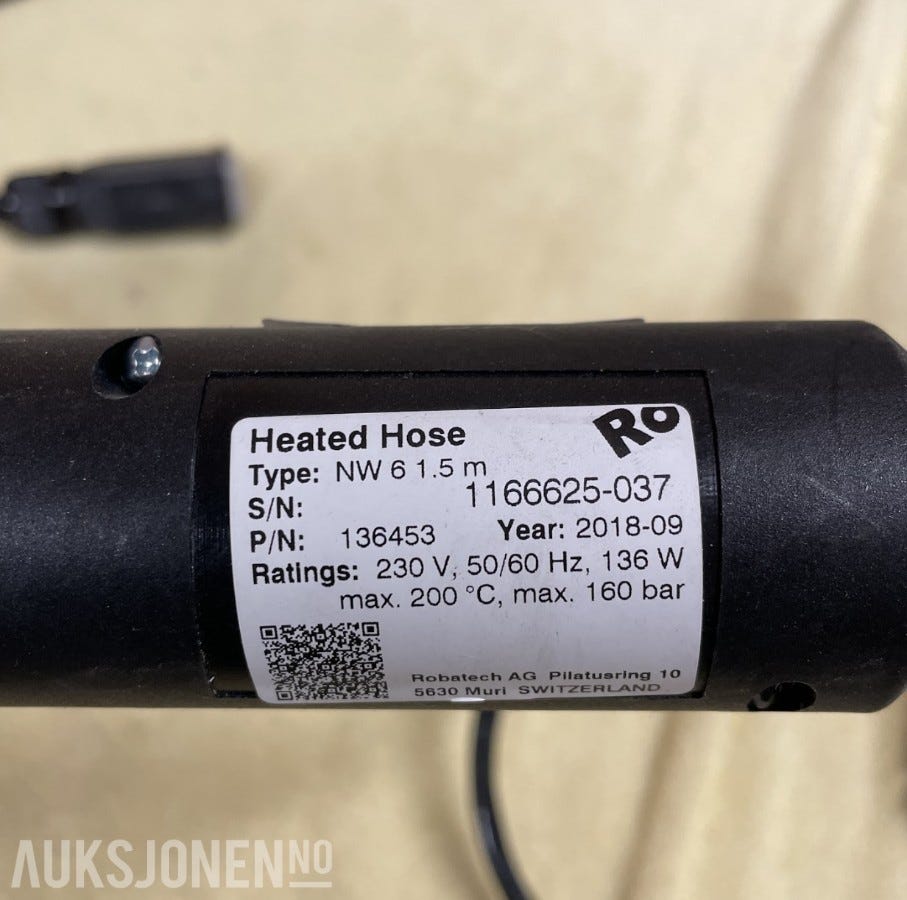 Heated Hose
Ro
Type: NW 6 1.5 m
S/N: 1166625-037
P/N: 136453 Year: 2018-09
Ratings: 230 V, 50/60 Hz, 136 W
max. 200 °C, max. 160 bar
Robatech AG Pilatusring 10
5630 Muri SWITZERLAND
AUKSJONEN NO